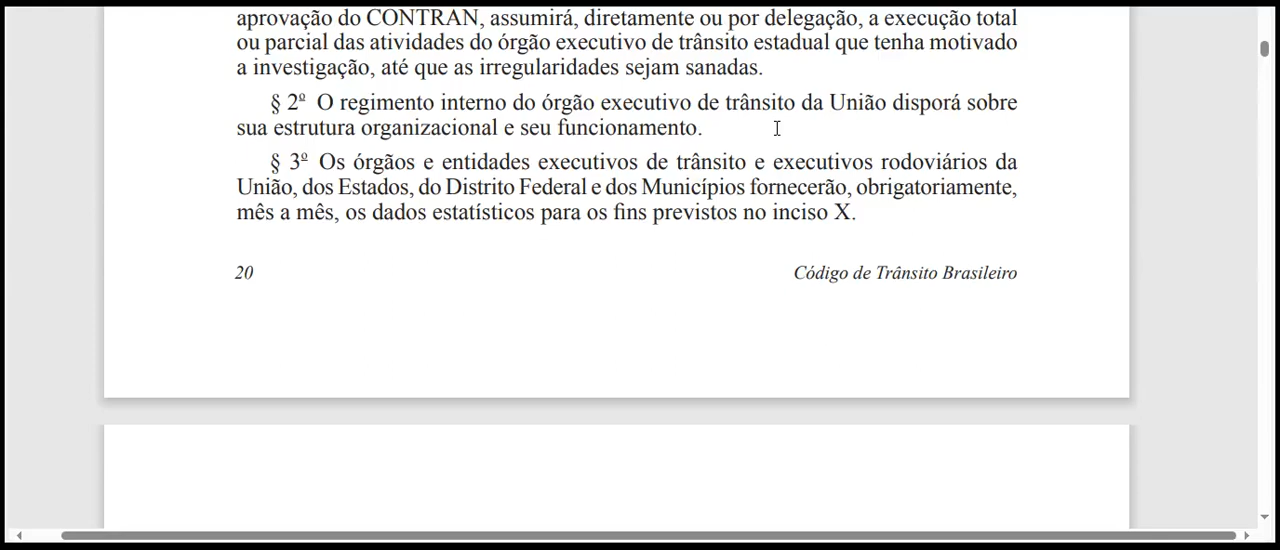 aprovação do CONTRAN, assumirá, diretamente ou por delegação, a execução total
ou parcial das atividades do órgão executivo de trânsito estadual que tenha motivado
a investigação, até que as irregularidades sejam sanadas.
§ 2º O regimento interno do órgão executivo de trânsito da União disporá sobre
sua estrutura organizacional e seu funcionamento.
§ 3º Os órgãos e entidades executivos de trânsito e executivos rodoviários da
União, dos Estados, do Distrito Federal e dos Municípios fornecerão, obrigatoriamente,
mês a mês, os dados estatísticos para os fins previstos no inciso X.
20 Código de Trânsito Brasileiro